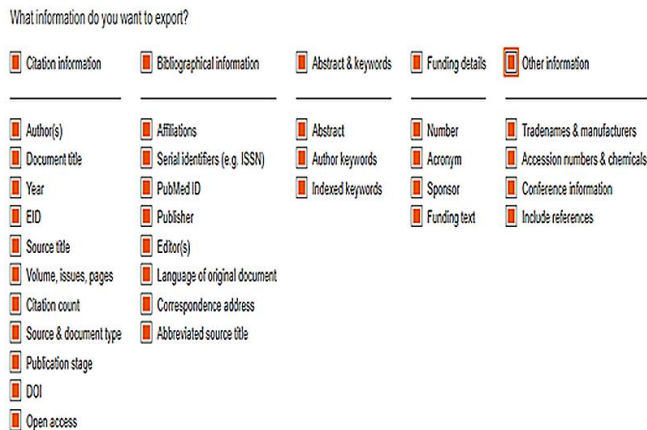 What information do you want to export?
Citation information
Bibliographical information
Abstract & keywords
Funding details
Other information
Author(s)
Document title
Year
EID
Source title
Volume, issues, pages
Citation count
Source & document type
Publication stage
DOI
Open access
Affiliations
Serial identifiers (e.g. ISSN)
PubMed ID
Publisher
Editor(s)
Language of original document
Correspondence address
Abbreviated source title
Abstract
Author keywords
Indexed keywords
Number
Acronym
Sponsor
Funding text
Tradenames & manufacturers
Accession numbers & chemicals
Conference information
Include references